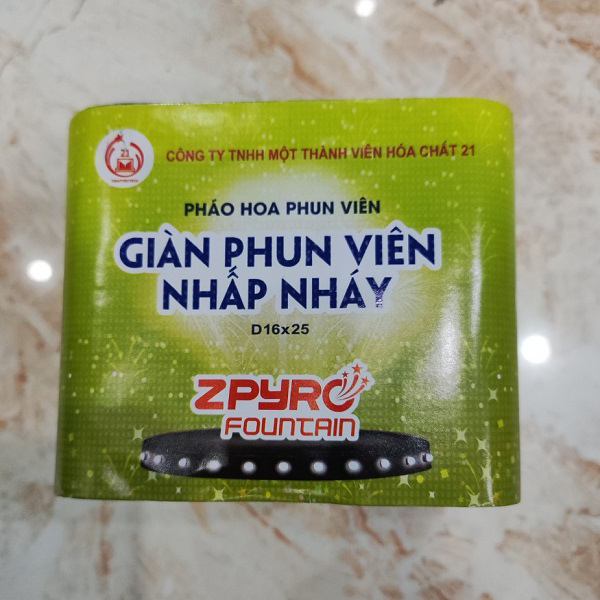 21
CÔNG TY TNHH MỘT THÀNH VIÊN HÓA CHẤT 21
PHÁO HOA PHUN VIÊN
GIÀN PHUN VIÊN
NHẤP NHÁY
D16x25
ZPYRO
FOUNTAIN